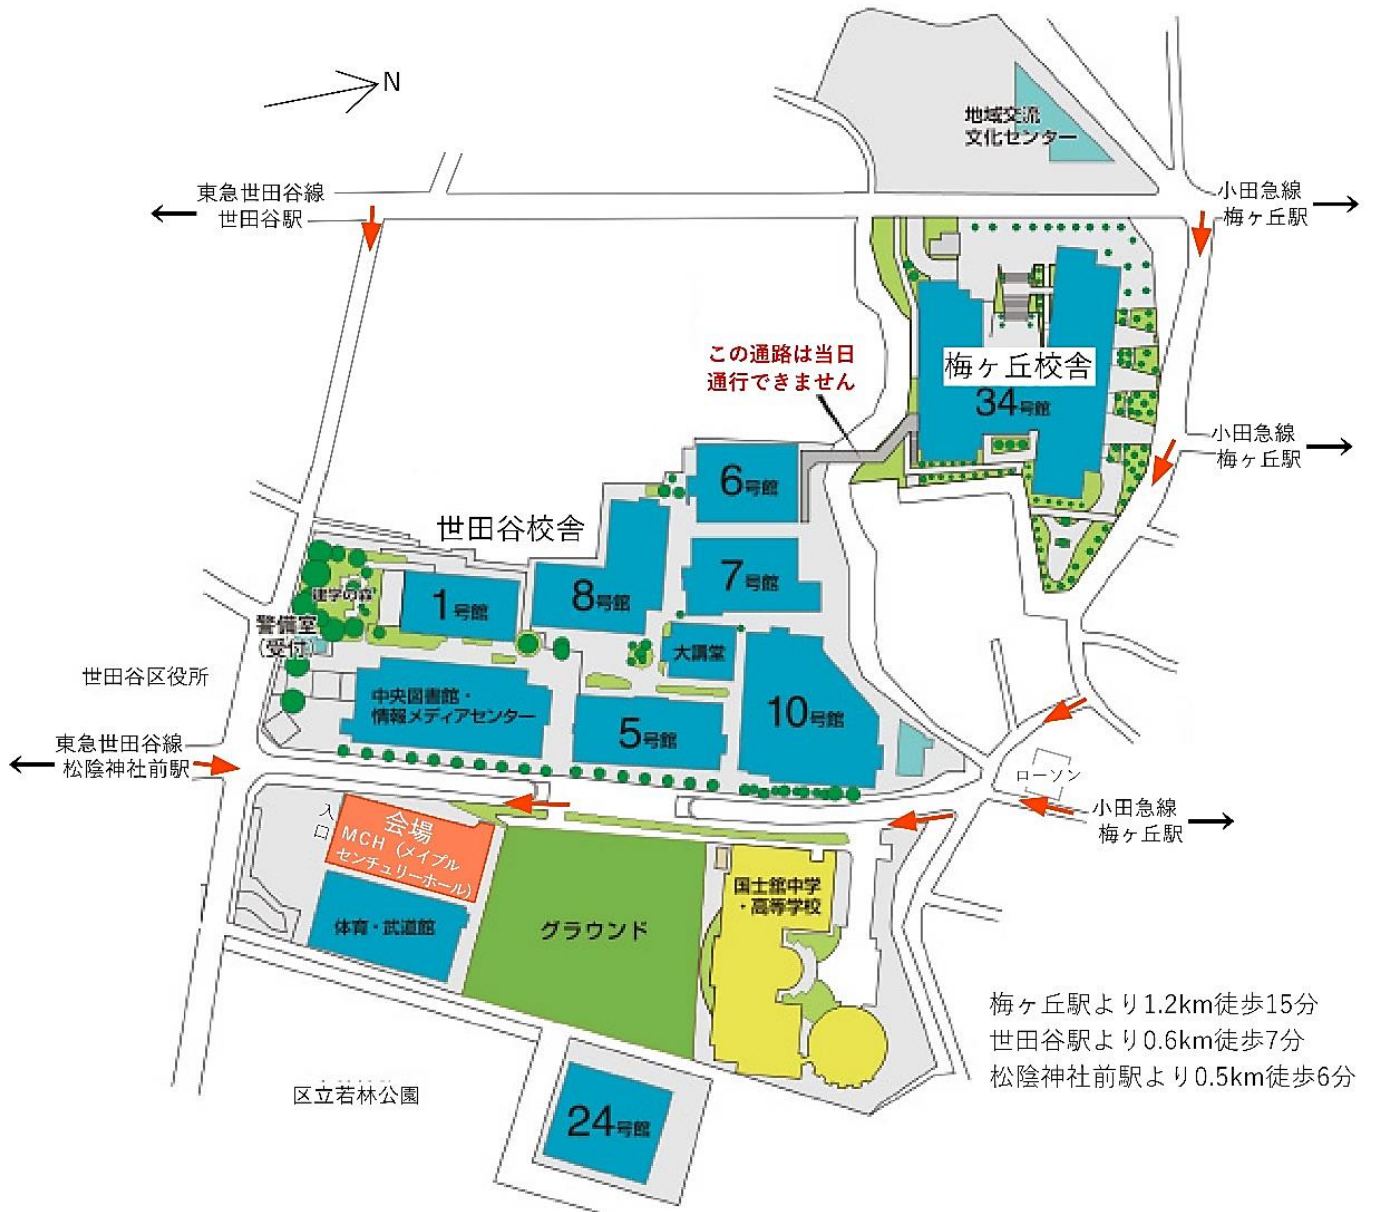 N
地域交流
文化センター
東急世田谷線
世田谷駅
小田急線
梅ヶ丘駅
この通路は当日
通行できません
梅ヶ丘校舎
34号館
小田急線
梅ヶ丘駅
6号館
世田谷校舎
7号館
8号館
1号館
建学の森
警備室
(受付)
大講堂
世田谷区役所
中央図書館・
情報メディアセンター
5号館
10号館
東急世田谷線
松陰神社前駅
ローソン
小田急線
梅ヶ丘駅
入口
会場
MCH（メイプル
センチュリーホール）
体育・武道館
グラウンド
国士舘中学
・高等学校
梅ヶ丘駅より1.2km徒歩15分
世田谷駅より0.6km徒歩7分
松陰神社前駅より0.5km徒歩6分
区立若林公園
24号館